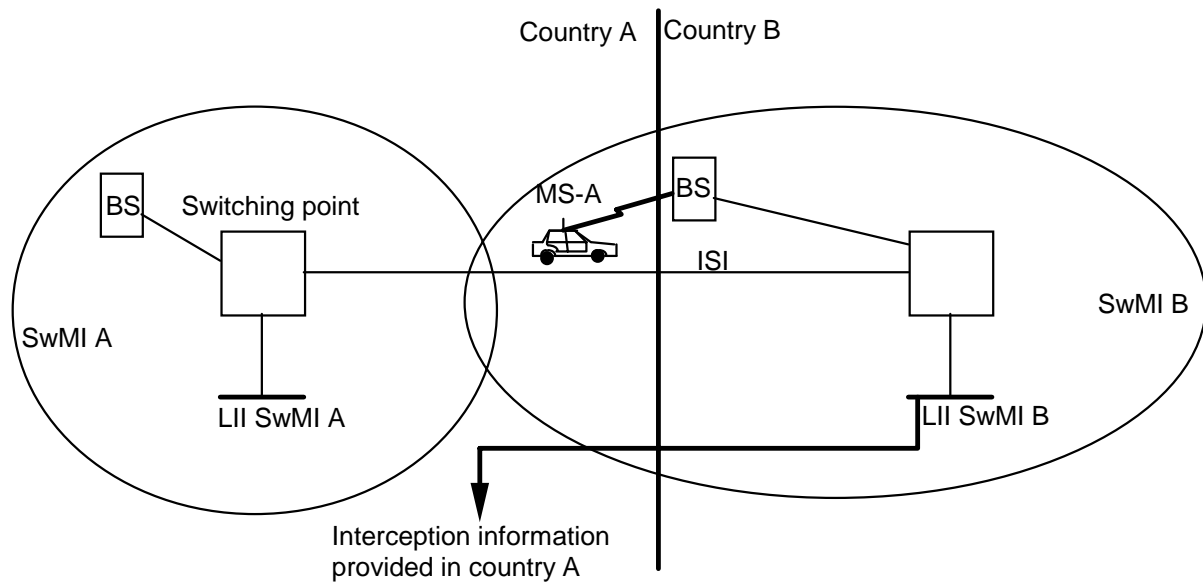 Country A
Country B
MS-A
BS
BS
Switching point
ISI
SwMI A
SwMI B
LII SwMI A
LII SwMI B
Interception information
provided in country A